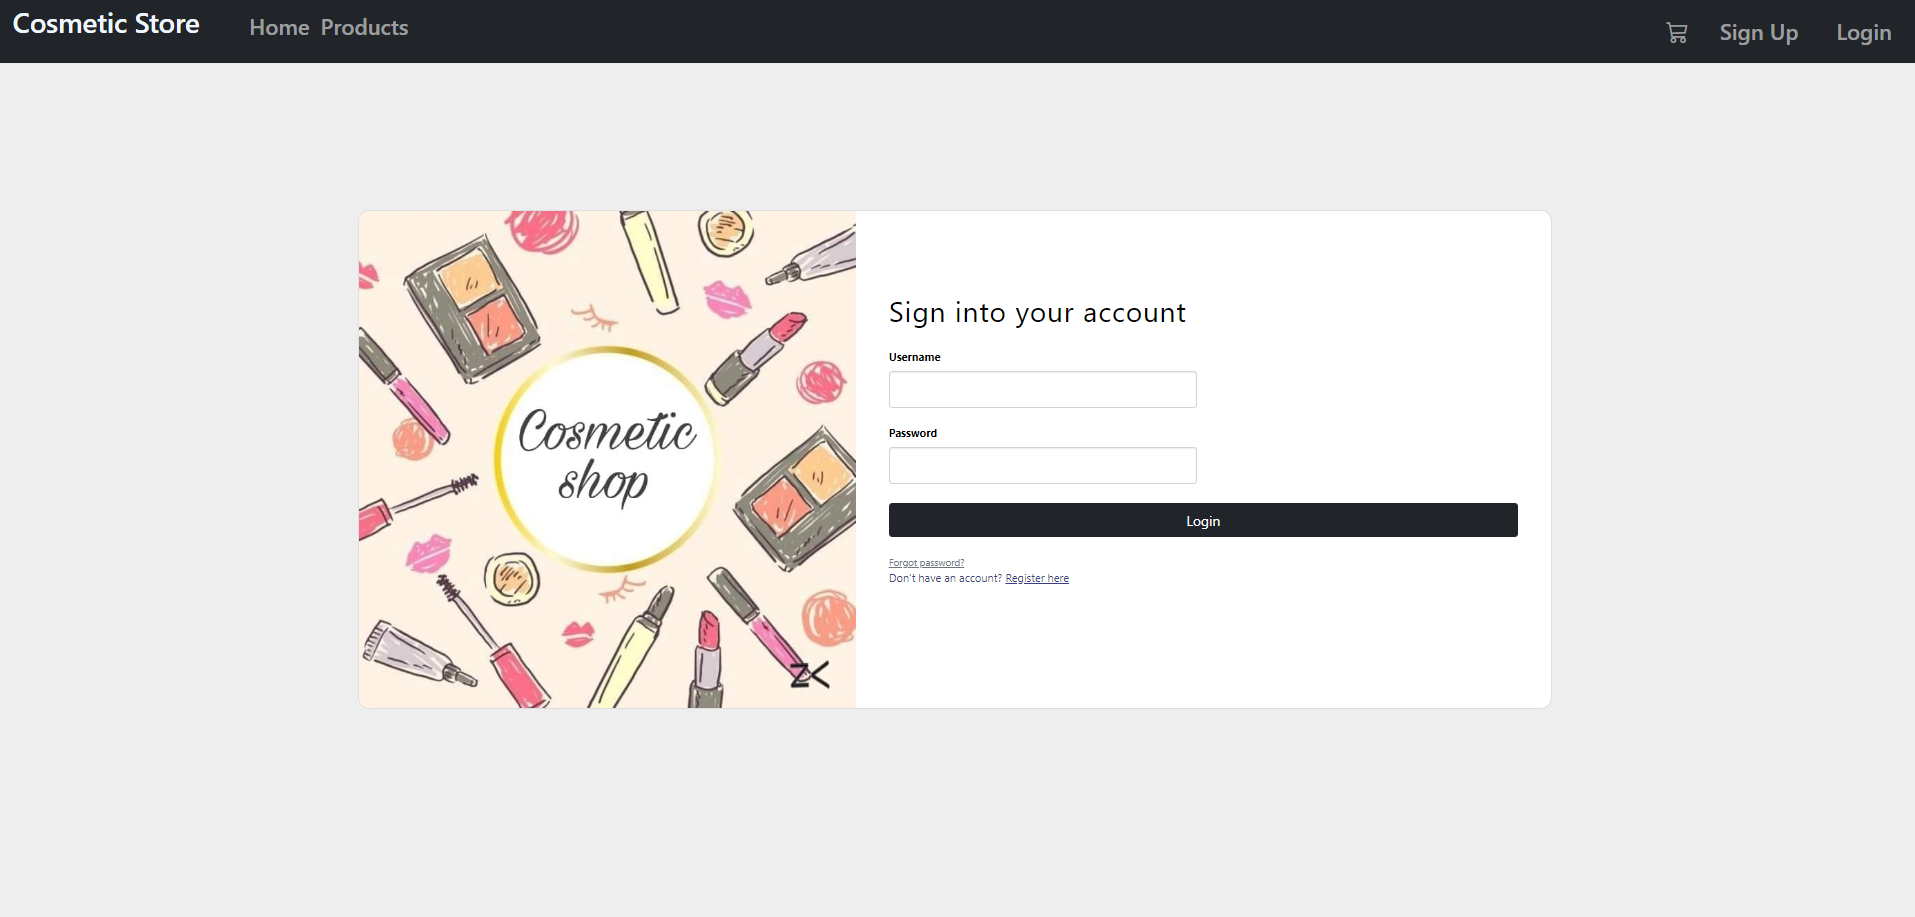 Cosmetic Store
Home Products
Sign Up
Login
Cosmetic
shop
ZK
Sign into your account
Username
Password
Login
Forgot password?
Don't have an account? Register here